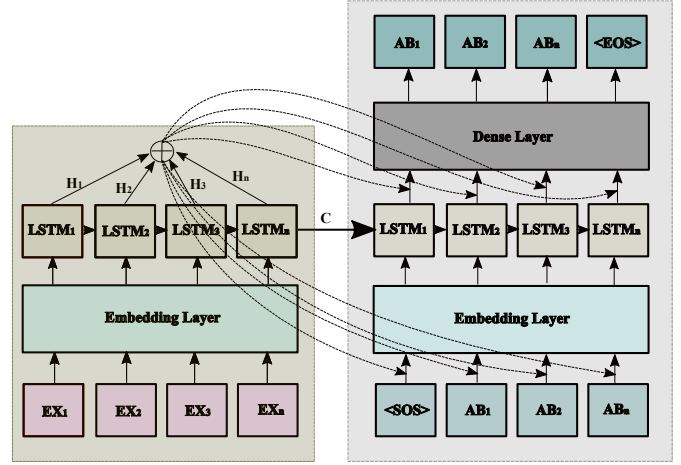 AB1 AB2 ABn <EOS>
Dense Layer
H1 H2 H3 Hn
LSTM1 LSTM2 LSTM3 LSTMn
C
LSTM1 LSTM2 LSTM3 LSTMn
Embedding Layer
Embedding Layer
EX1 EX2 EX3 EXn
<SOS> AB1 AB2 ABn